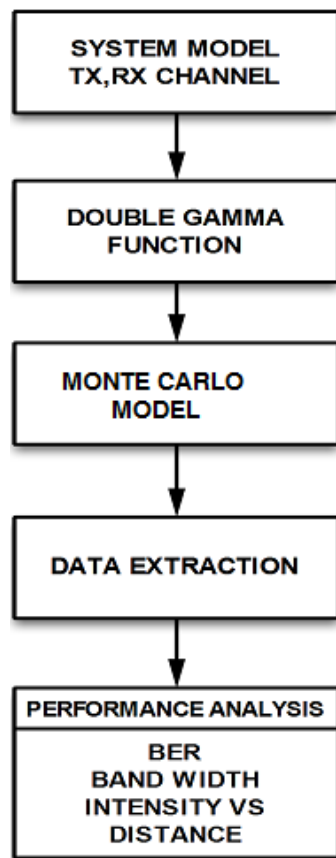 SYSTEM MODEL
TX,RX CHANNEL
DOUBLE GAMMA
FUNCTION
MONTE CARLO
MODEL
DATA EXTRACTION
PERFORMANCE ANALYSIS
BER
BAND WIDTH
INTENSITY VS
DISTANCE